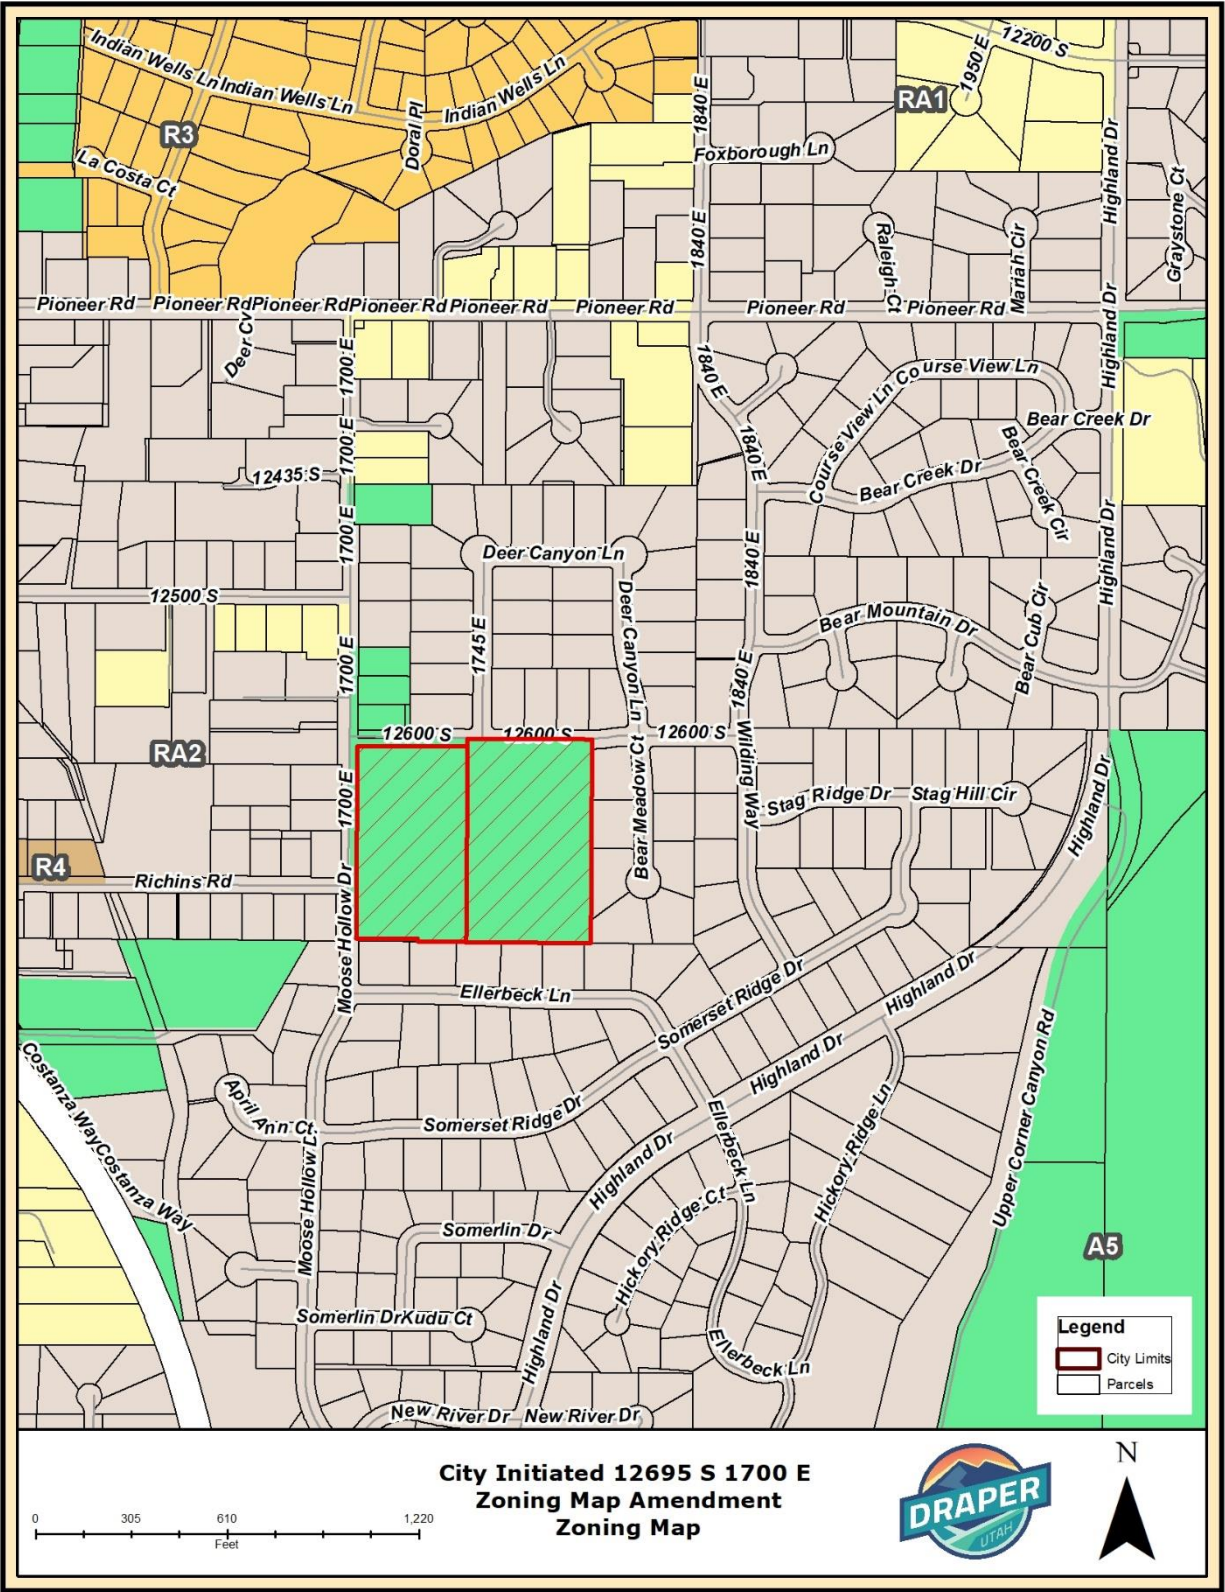 12200 S
1950 E
Indian Wells Ln
Indian Wells Ln
Indian Wells Ln
RA1
1840 E
R3
Doral Pl
Foxborough Ln
Highland Dr
La Costa Ct
Graystone Ct
1840 E
Raleigh Ct
Mariah Cir
Pioneer Rd
Pioneer Rd
Pioneer Rd
Pioneer Rd
Pioneer Rd
Pioneer Rd
Pioneer Rd
Pioneer Rd
Deer Cv
1700 E
1840 E
Highland Dr
Course View Ln
Course View Ln
Bear Creek Dr
1700 E
1840 E
12435 S
Bear Creek Dr
Bear Creek Cir
1700 E
Deer Canyon Ln
1840 E
Highland Dr
12500 S
Deer Canyon Ln
Bear Mountain Dr
Bear Cub Cir
1745 E
1700 E
1840 E
12600 S
12600 S
12600 S
RA2
Wilding Way
1700 E
Bear Meadow Ct
Stag Ridge Dr
Stag Hill Cir
Highland Dr
R4
Richins Rd
Moose Hollow Dr
Ellerbeck Ln
Somerset Ridge Dr
Highland Dr
Costanza Way
Highland Dr
Upper Corner Canyon Rd
April Ann Ct
Somerset Ridge Dr
Ellerbeck Ln
Hickory Ridge Ln
Costanza Way
Moose Hollow L
Highland Dr
Hickory Ridge Ct
Somerlin Dr
A5
Somerlin Dr
Kudu Ct
Highland Dr
Ellerbeck Ln
New River Dr
New River Dr
Legend
City Limits
Parcels
City Initiated 12695 S 1700 E
Zoning Map Amendment
Zoning Map
0 305 610 1,220
Feet
DRAPER
UTAH
N